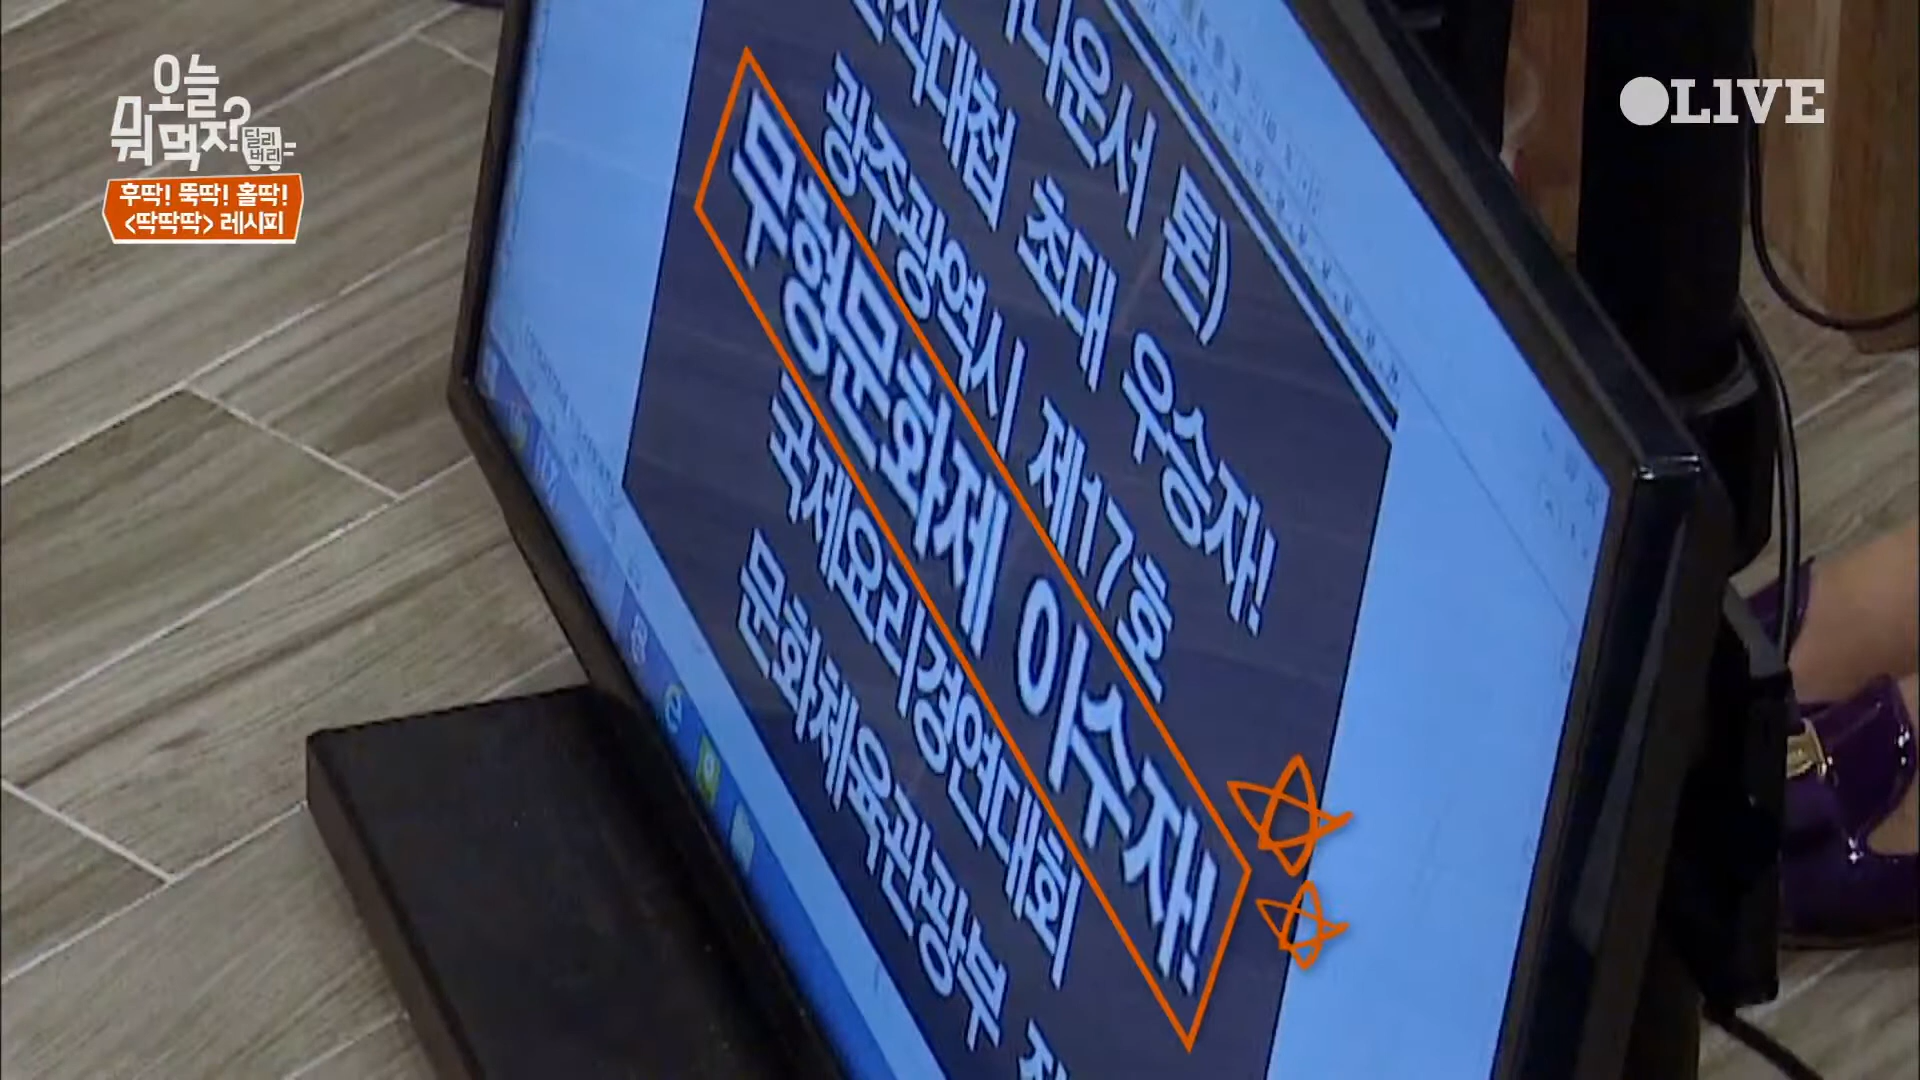 오늘
뭐 먹지?
딜리
버리
후딱! 뚝딱! 홀딱!
<딱딱딱> 레시피
OLIVE
나운서 톤)
대첩 초대 우승자!
광주광역시 제17호
무형문화제 이수자!
국제요리경연대회
문화체육관광부